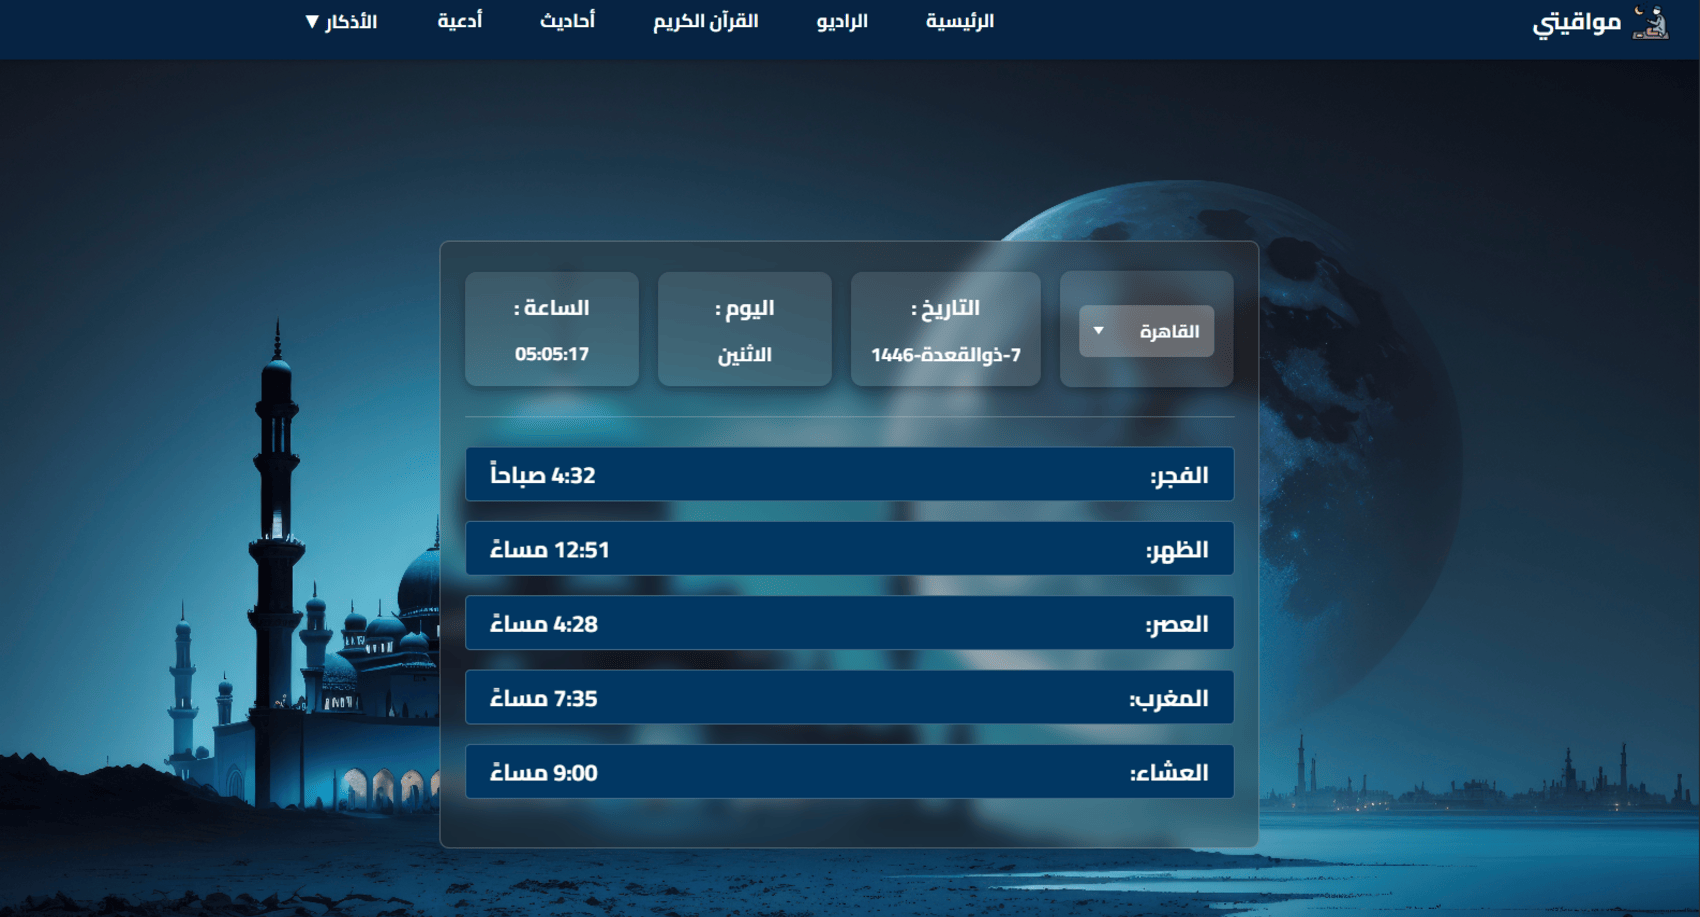 مواقيتي
الرئيسية
الراديو
القرآن الكريم
أحاديث
أدعية
الأذكار ▼
القاهرة
التاريخ :
7-ذوالقعدة-1446
اليوم :
الاثنين
الساعة :
05:05:17
الفجر: 4:32 صباحاً
الظهر: 12:51 مساءً
العصر: 4:28 مساءً
المغرب: 7:35 مساءً
العشاء: 9:00 مساءً